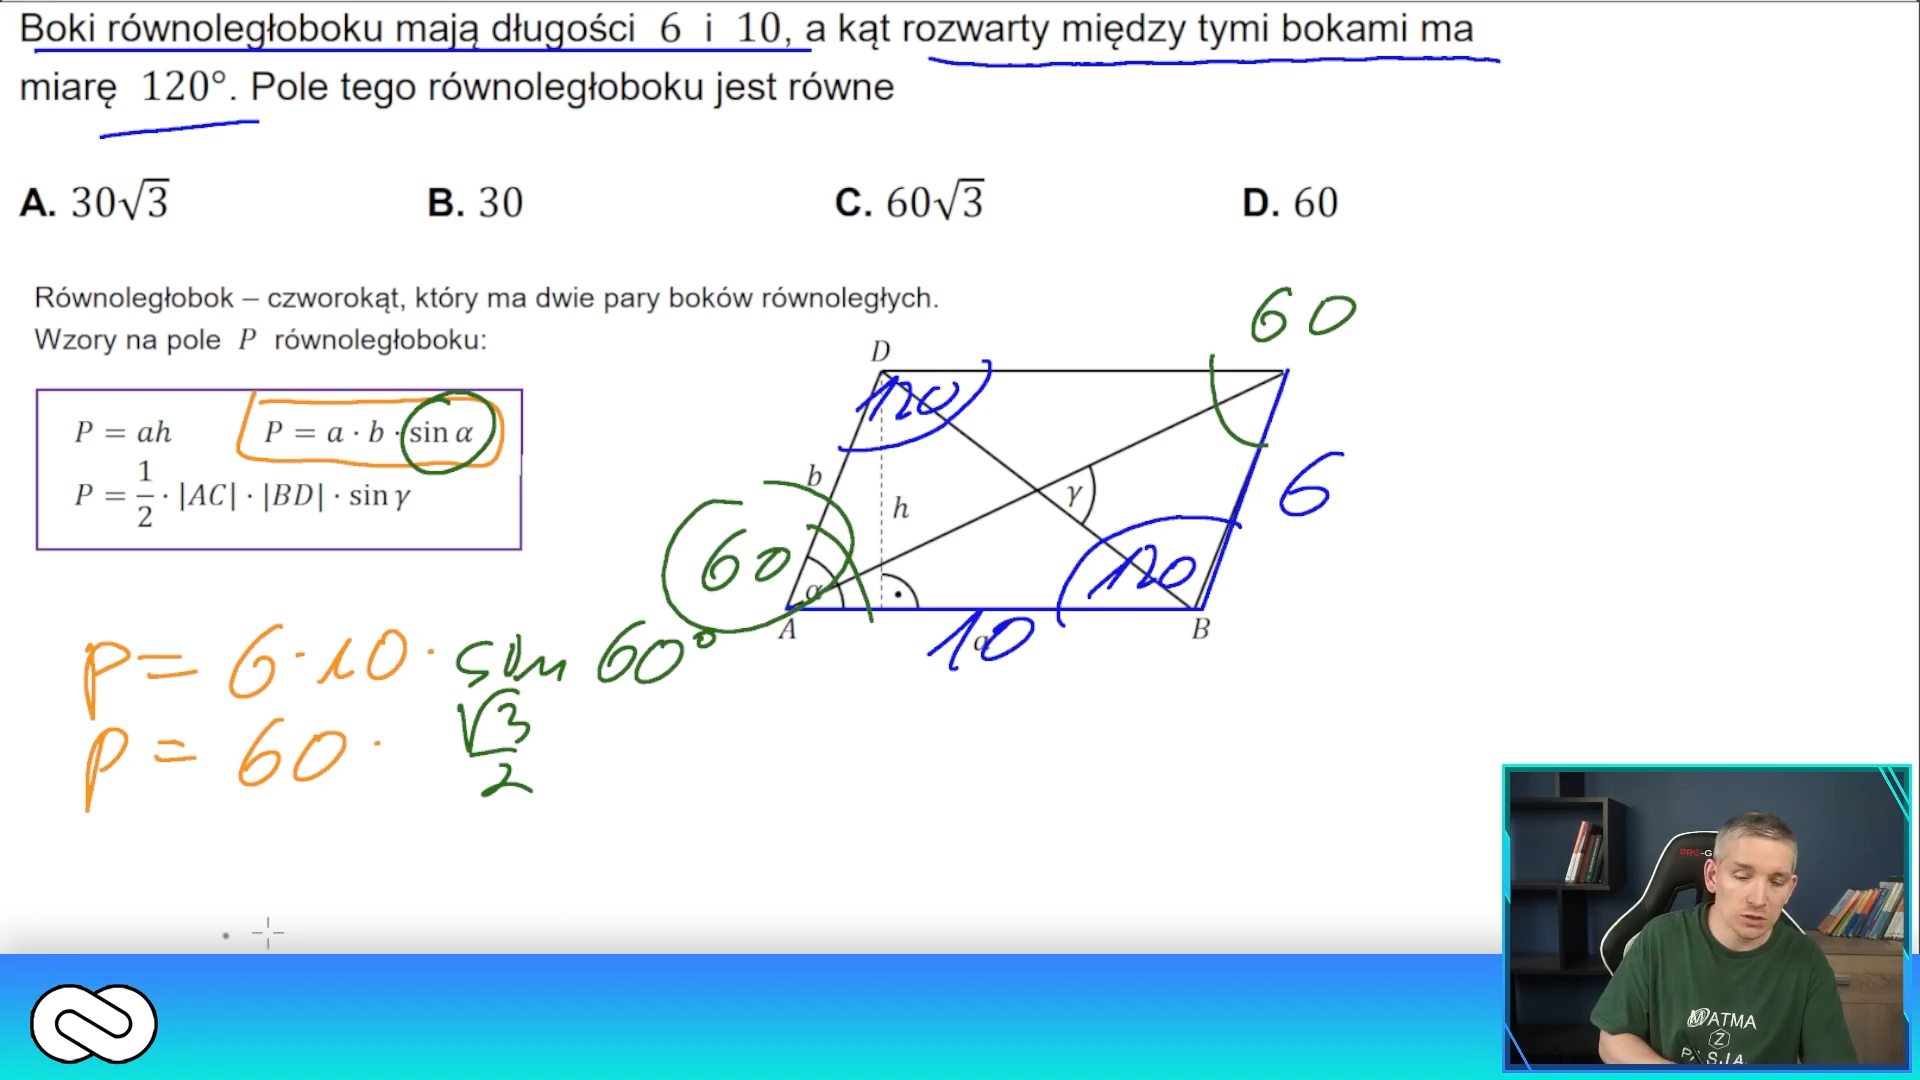 Boki równoległoboku mają długości 6 i 10, a kąt rozwarty między tymi bokami ma
miarę 120°. Pole tego równoległoboku jest równe
A. 30√3 B. 30 C. 60√3 D. 60
Równoległobok – czworokąt, który ma dwie pary boków równoległych.
Wzory na pole P równoległoboku:
P = ah P = a · b · sin α
P = 1/2 · |AC| · |BD| · sin γ
D
60
120
b
h
γ
6
60
α
120
A
10
a
B
P = 6 · 10 · sin 60°
P = 60 · √3/2
PRO-G
MATMA
Z
PASJA